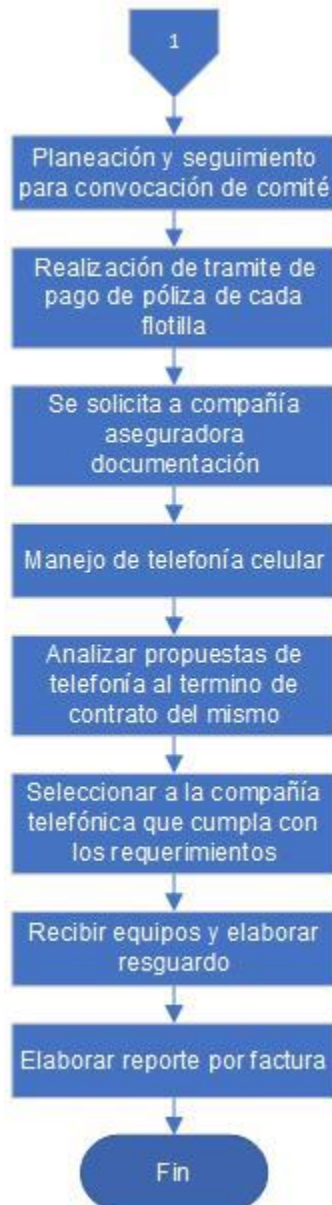 1
Planeación y seguimiento
para convocación de comité
Realización de tramite de
pago de póliza de cada
flotilla
Se solicita a compañía
aseguradora
documentación
Manejo de telefonía celular
Analizar propuestas de
telefonía al termino de
contrato del mismo
Seleccionar a la compañía
telefónica que cumpla con
los requerimientos
Recibir equipos y elaborar
resguardo
Elaborar reporte por factura
Fin